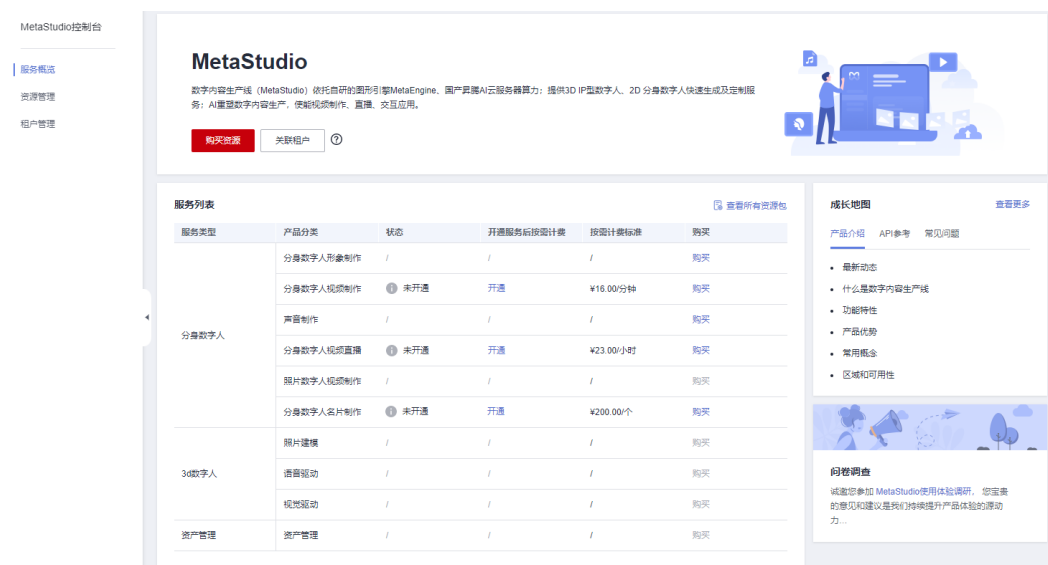 MetaStudio控制台
服务概览
资源管理
租户管理
MetaStudio
数字内容生产线（MetaStudio）依托自研的图形引擎MetaEngine、国产昇腾AI云服务器算力；提供3D IP型数字人、2D 分身数字人快速生成及定制服
务；AI重塑数字内容生产，使能视频制作、直播、交互应用。
购买资源 关联租户 ?
服务列表 查看所有资源包
服务类型 产品分类 状态 开通服务后按需计费 按需计费标准 购买
分身数字人
分身数字人形象制作 / / / 购买
分身数字人视频制作 未开通 开通 ¥16.00/分钟 购买
声音制作 / / / 购买
分身数字人视频直播 未开通 开通 ¥23.00/小时 购买
照片数字人视频制作 / / / 购买
分身数字人名片制作 未开通 开通 ¥200.00/个 购买
3d数字人
照片建模 / / / 购买
语音驱动 / / / 购买
视觉驱动 / / / 购买
资产管理 资产管理 / / / 购买
成长地图 查看更多
产品介绍 API参考 常见问题
最新动态
什么是数字内容生产线
功能特性
产品优势
常用概念
区域和可用性
问卷调查
诚邀您参加 MetaStudio使用体验调研， 您宝贵
的意见和建议是我们持续提升产品体验的源动
力...